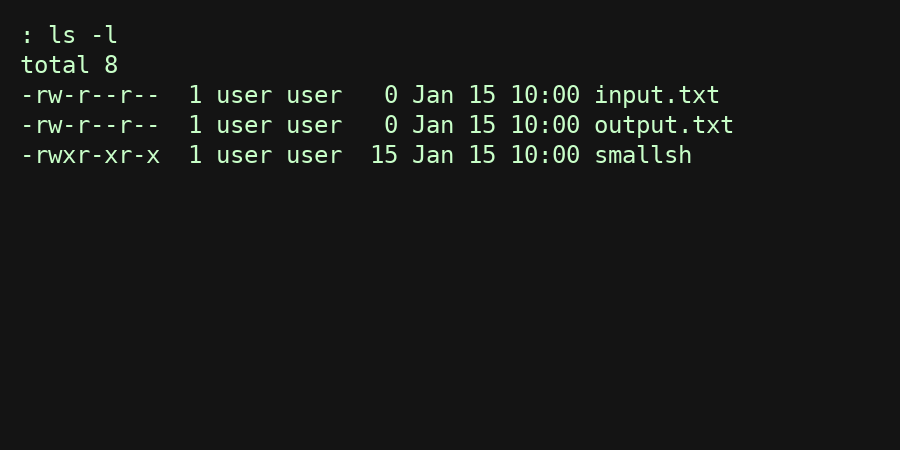 : ls -l
total 8
-rw-r--r--  1 user user   0 Jan 15 10:00 input.txt
-rw-r--r--  1 user user   0 Jan 15 10:00 output.txt
-rwxr-xr-x  1 user user  15 Jan 15 10:00 smallsh